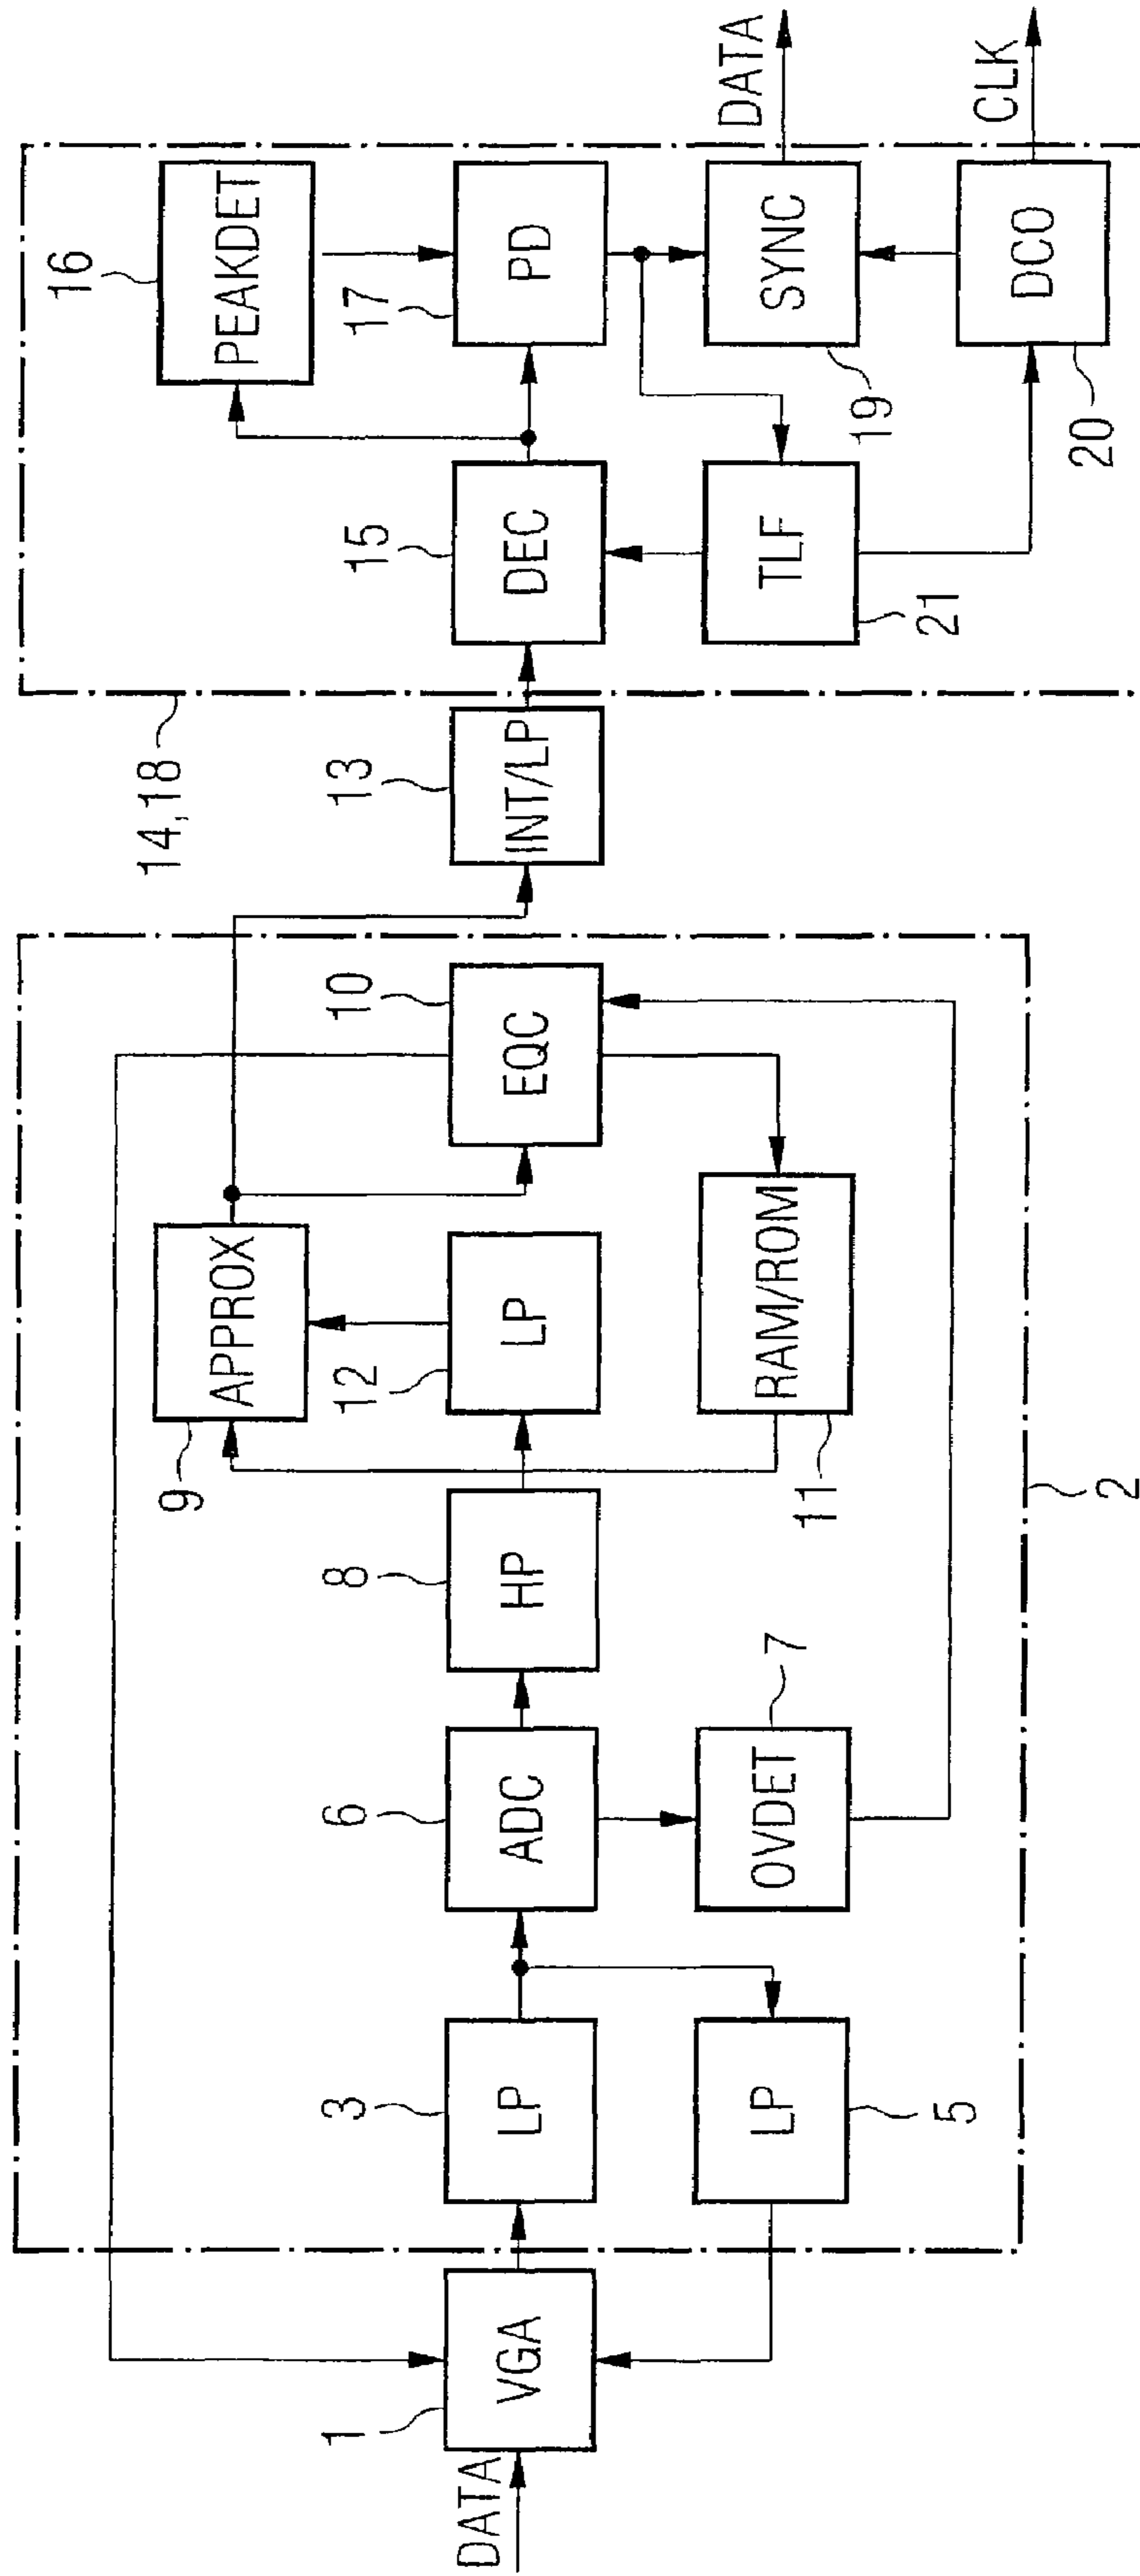 DATA
1
VGA
3
LP
LP
5
6
ADC
OVDET
7
8
HP
9
APPROX
12
LP
RAM/ROM
11
10
EQC
2
13
INT/LP
14,18
15
DEC
TLF
21
16
PEAKDET
17
PD
SYNC
19
DCO
20
DATA
CLK